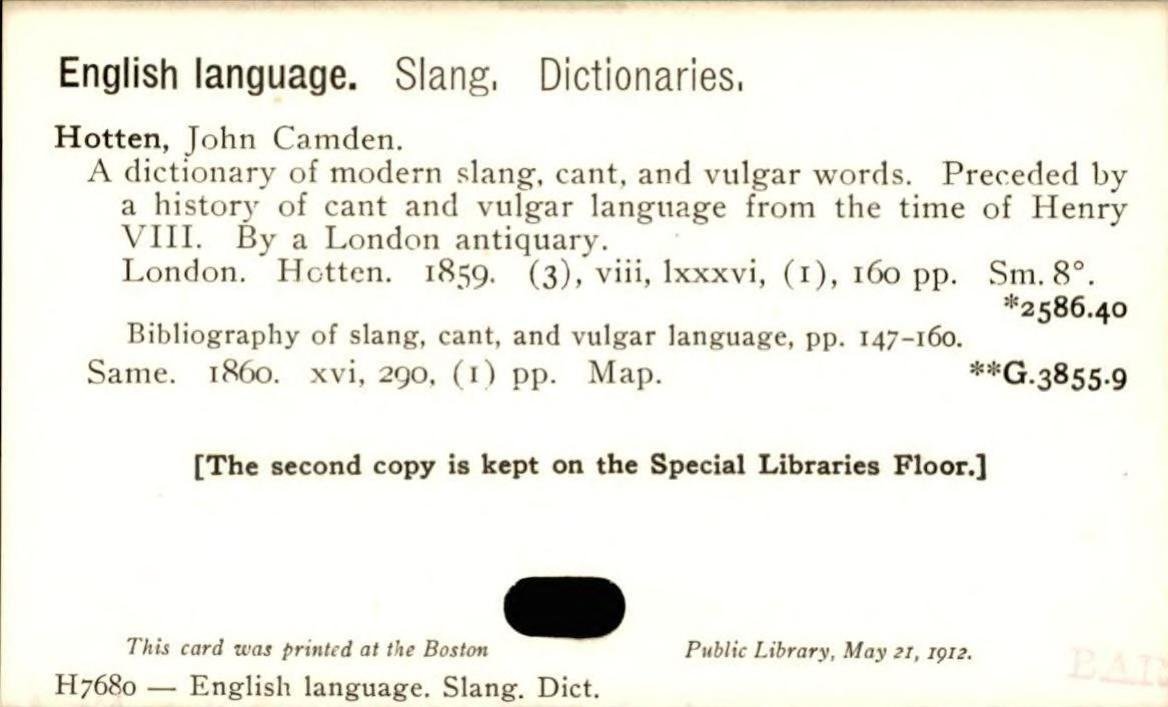 English language. Slang. Dictionaries.
Hotten, John Camden.
A dictionary of modern slang, cant, and vulgar words. Preceded by
a history of cant and vulgar language from the time of Henry
VIII. By a London antiquary.
London. Hotten. 1859. (3), viii, lxxxvi, (1), 160 pp. Sm. 8°.
*2586.40
Bibliography of slang, cant, and vulgar language, pp. 147-160.
Same. 1860. xvi, 290, (1) pp. Map. **G.3855.9
[The second copy is kept on the Special Libraries Floor.]
This card was printed at the Boston Public Library, May 21, 1912.
H7680 — English language. Slang. Dict.